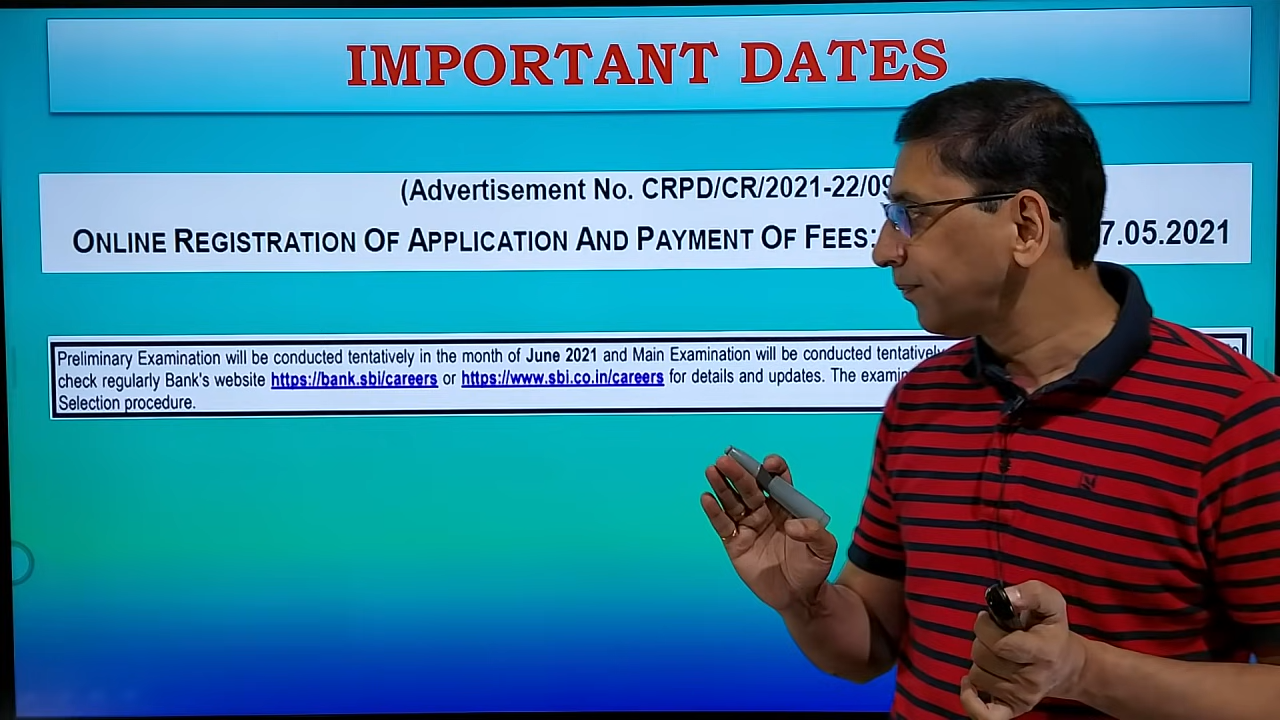 IMPORTANT DATES
(Advertisement No. CRPD/CR/2021-22/09
ONLINE REGISTRATION OF APPLICATION AND PAYMENT OF FEES: 7.05.2021
Preliminary Examination will be conducted tentatively in the month of June 2021 and Main Examination will be conducted tentatively
check regularly Bank's website https://bank.sbi/careers or https://www.sbi.co.in/careers for details and updates. The
Selection procedure.